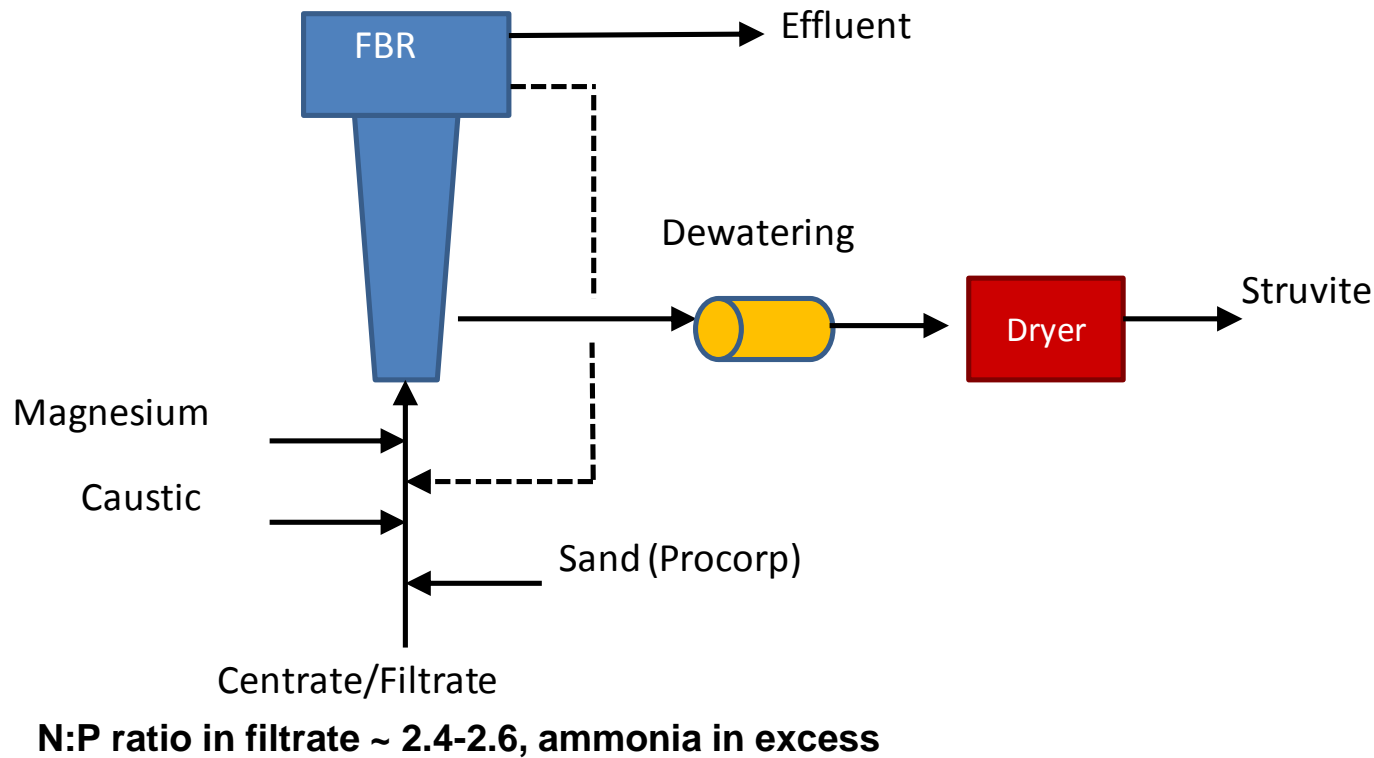 FBR
Effluent
Dewatering
Struvite
Dryer
Magnesium
Caustic
Sand (Procorp)
Centrate/Filtrate
N:P ratio in filtrate ~ 2.4-2.6, ammonia in excess